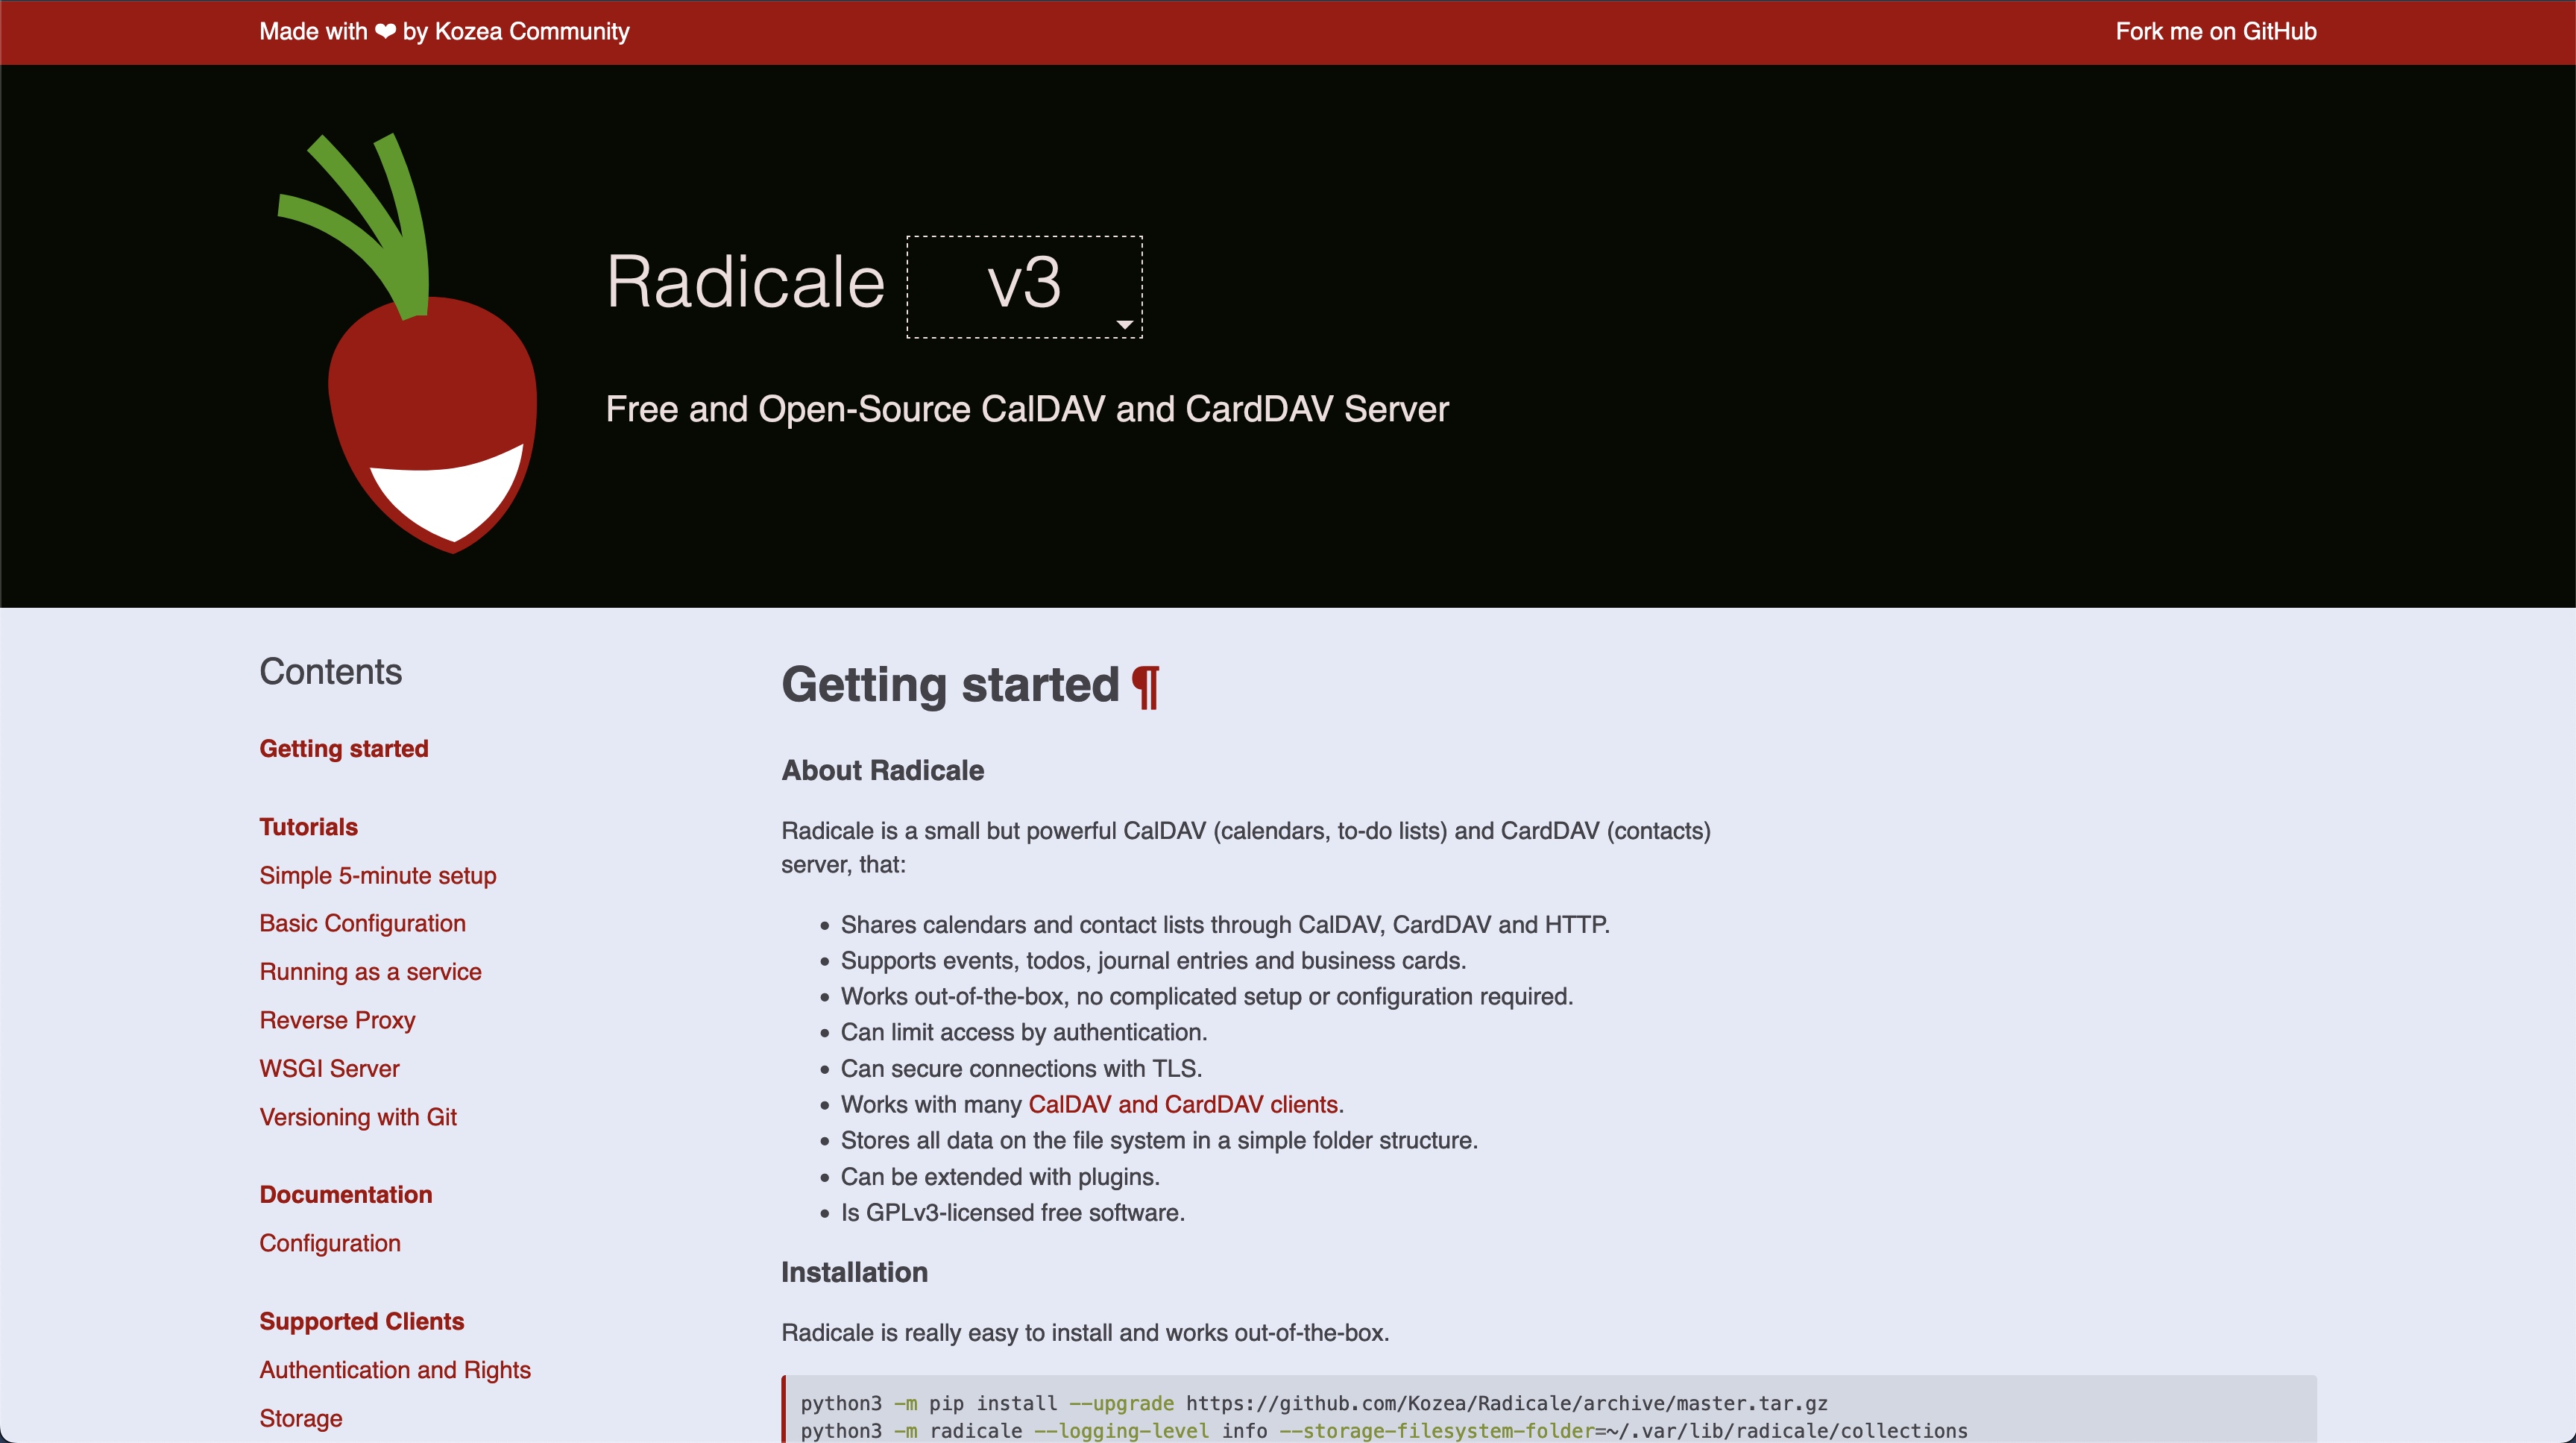 Made with ❤ by Kozea Community
Fork me on GitHub
Radicale v3
Free and Open-Source CalDAV and CardDAV Server
Contents
Getting started
Tutorials
Simple 5-minute setup
Basic Configuration
Running as a service
Reverse Proxy
WSGI Server
Versioning with Git
Documentation
Configuration
Supported Clients
Authentication and Rights
Storage
Getting started ¶
About Radicale
Radicale is a small but powerful CalDAV (calendars, to-do lists) and CardDAV (contacts)
server, that:
• Shares calendars and contact lists through CalDAV, CardDAV and HTTP.
• Supports events, todos, journal entries and business cards.
• Works out-of-the-box, no complicated setup or configuration required.
• Can limit access by authentication.
• Can secure connections with TLS.
• Works with many CalDAV and CardDAV clients.
• Stores all data on the file system in a simple folder structure.
• Can be extended with plugins.
• Is GPLv3-licensed free software.
Installation
Radicale is really easy to install and works out-of-the-box.
python3 -m pip install --upgrade https://github.com/Kozea/Radicale/archive/master.tar.gz
python3 -m radicale --logging-level info --storage-filesystem-folder=~/.var/lib/radicale/collections